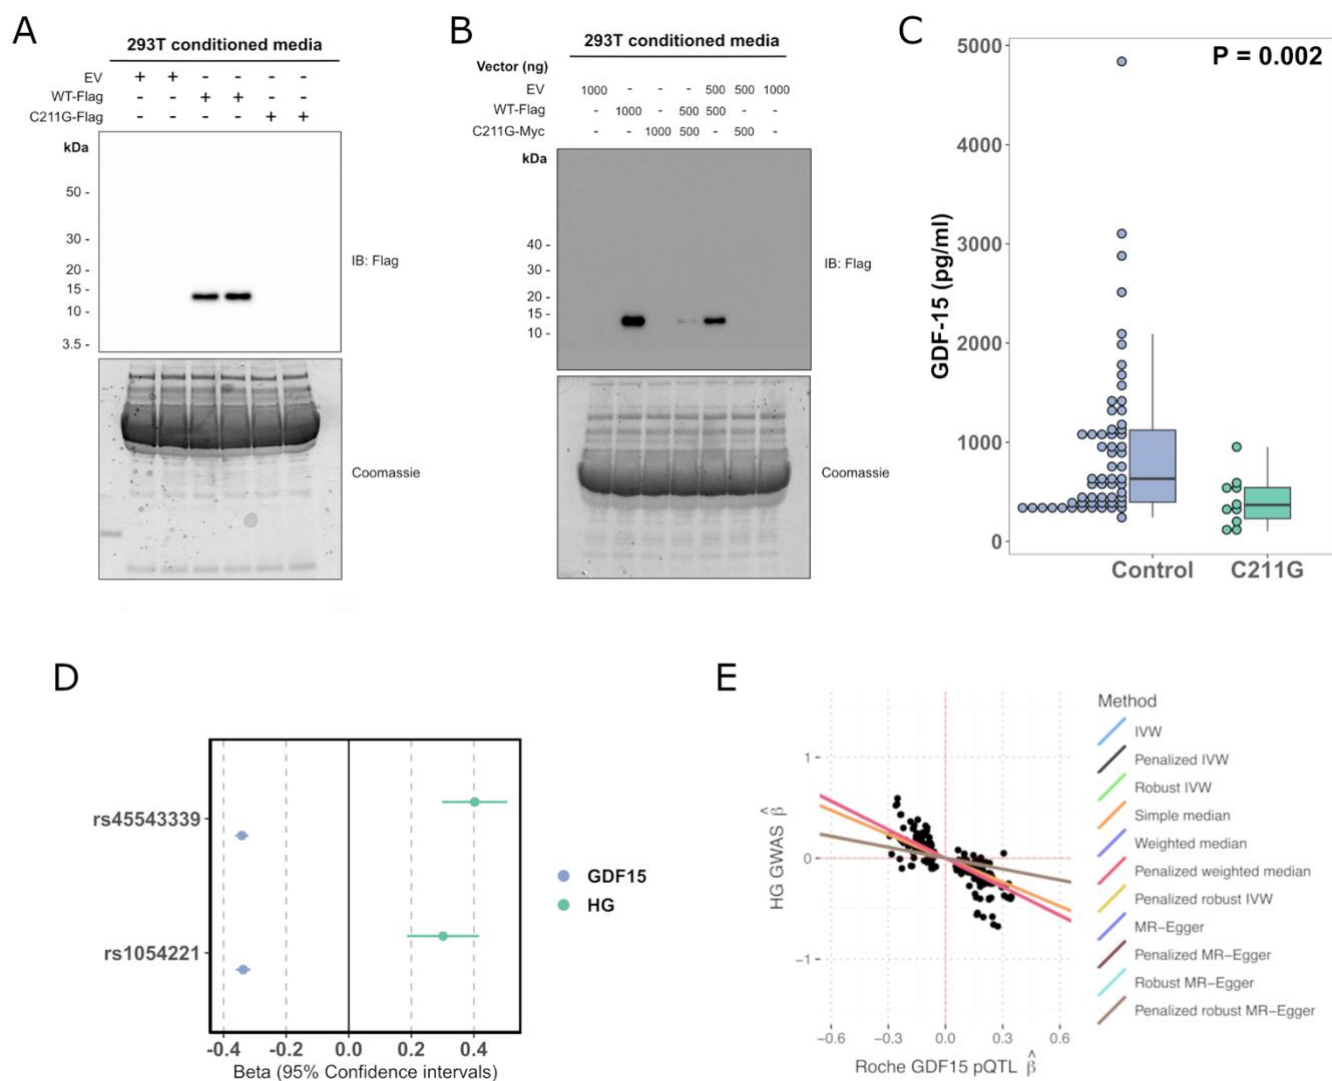 A
293T conditioned media
EV + + - - - -
WT-Flag - - + + - -
C211G-Flag - - - - + +
kDa
50 -
30 -
20 -
15 -
10 -
3.5 -
IB: Flag
Coomassie
B
293T conditioned media
Vector (ng)
EV 1000 - - - 500 500 1000
WT-Flag - 1000 - 500 500 - -
C211G-Myc - - 1000 500 - 500 -
kDa
40 -
30 -
20 -
15 -
10 -
IB: Flag
Coomassie
C
P = 0.002
GDF-15 (pg/ml)
5000
4000
3000
2000
1000
0
Control C211G
D
rs45543339
rs1054221
-0.4 -0.2 0.0 0.2 0.4
Beta (95% Confidence intervals)
GDF15
HG
E
HG GWAS β̂
1
0
−1
−0.6 −0.3 0.0 0.3 0.6
Roche GDF15 pQTL β̂
Method
IVW
Penalized IVW
Robust IVW
Simple median
Weighted median
Penalized weighted median
Penalized robust IVW
MR−Egger
Penalized MR−Egger
Robust MR−Egger
Penalized robust MR−Egger